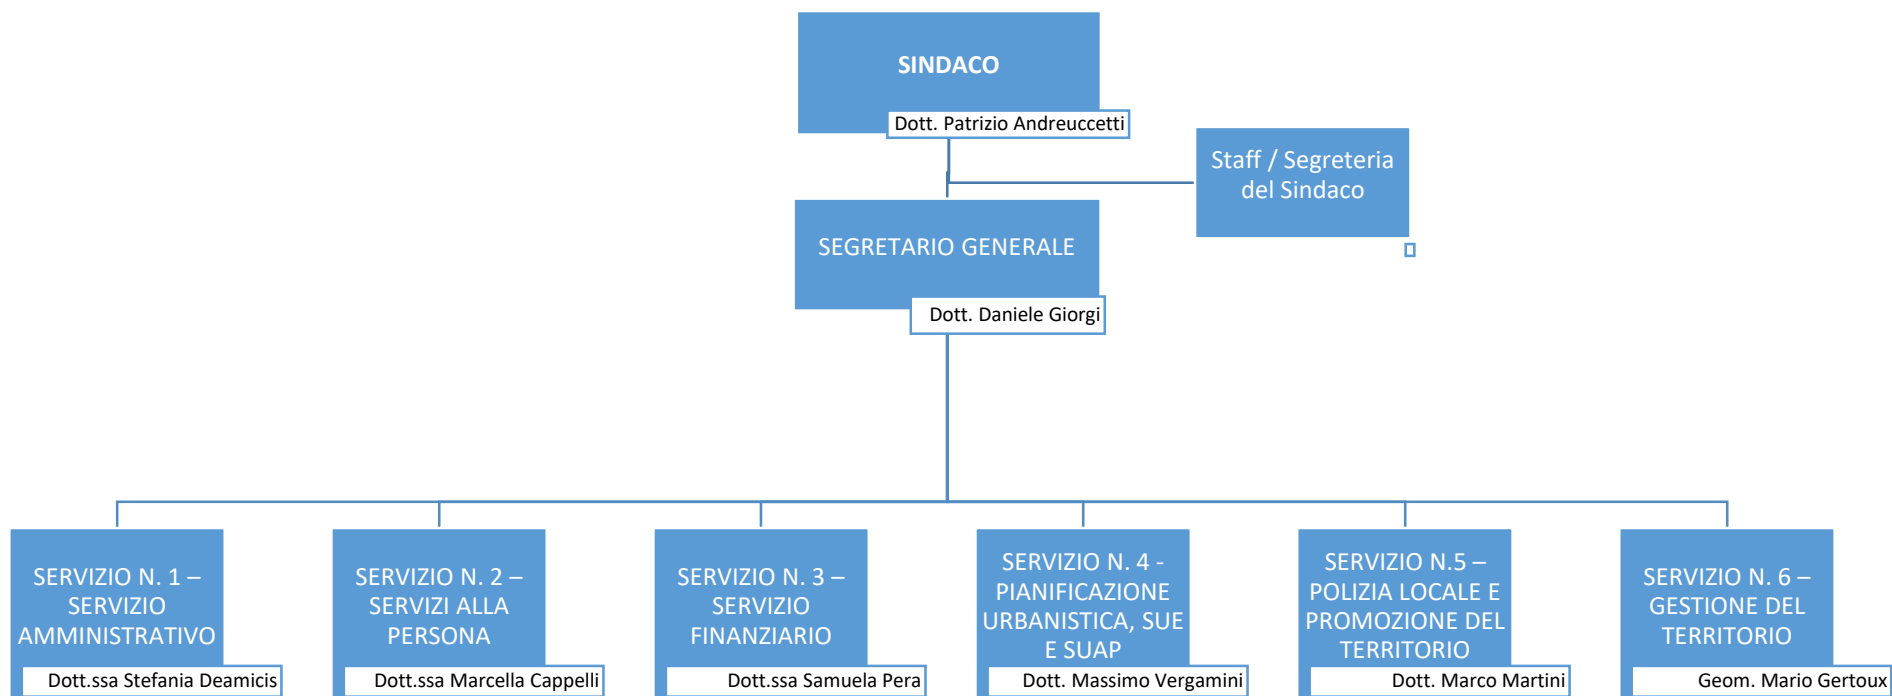 SINDACO
Dott. Patrizio Andreuccetti
Staff / Segreteria
del Sindaco
SEGRETARIO GENERALE
Dott. Daniele Giorgi
SERVIZIO N. 1 –
SERVIZIO
AMMINISTRATIVO
Dott.ssa Stefania Deamicis
SERVIZIO N. 2 –
SERVIZI ALLA
PERSONA
Dott.ssa Marcella Cappelli
SERVIZIO N. 3 –
SERVIZIO
FINANZIARIO
Dott.ssa Samuela Pera
SERVIZIO N. 4 -
PIANIFICAZIONE
URBANISTICA, SUE
E SUAP
Dott. Massimo Vergamini
SERVIZIO N.5 –
POLIZIA LOCALE E
PROMOZIONE DEL
TERRITORIO
Dott. Marco Martini
SERVIZIO N. 6 –
GESTIONE DEL
TERRITORIO
Geom. Mario Gertoux